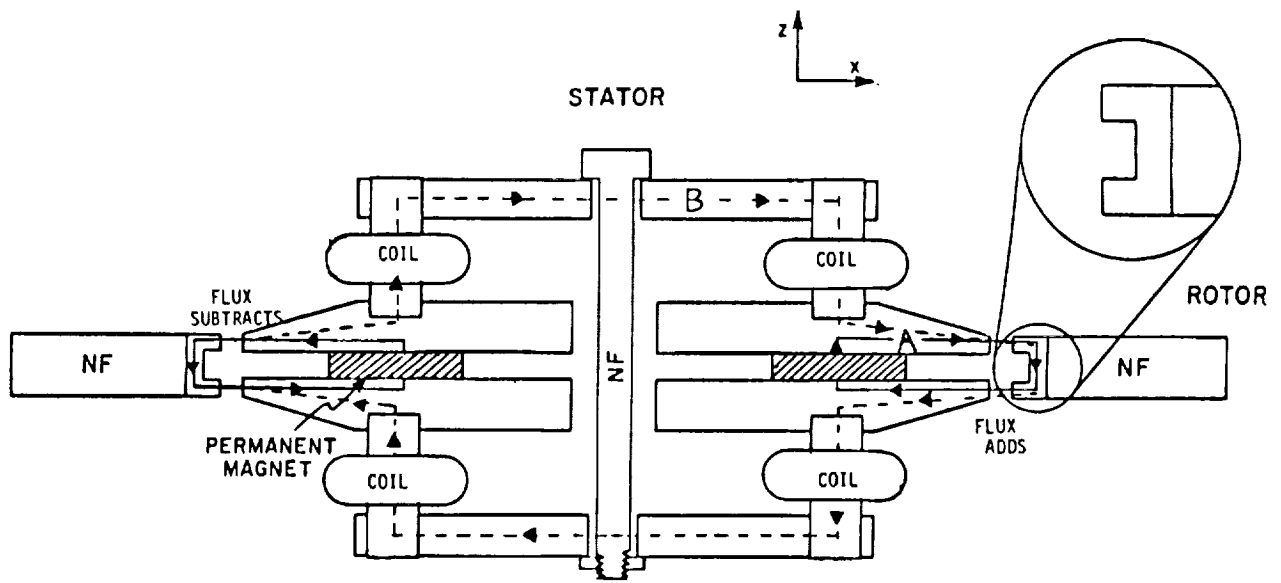 z
x
STATOR
B
COIL
COIL
ROTOR
FLUX
SUBTRACTS
A
NF
NF
NF
FLUX
ADDS
PERMANENT
MAGNET
COIL
COIL